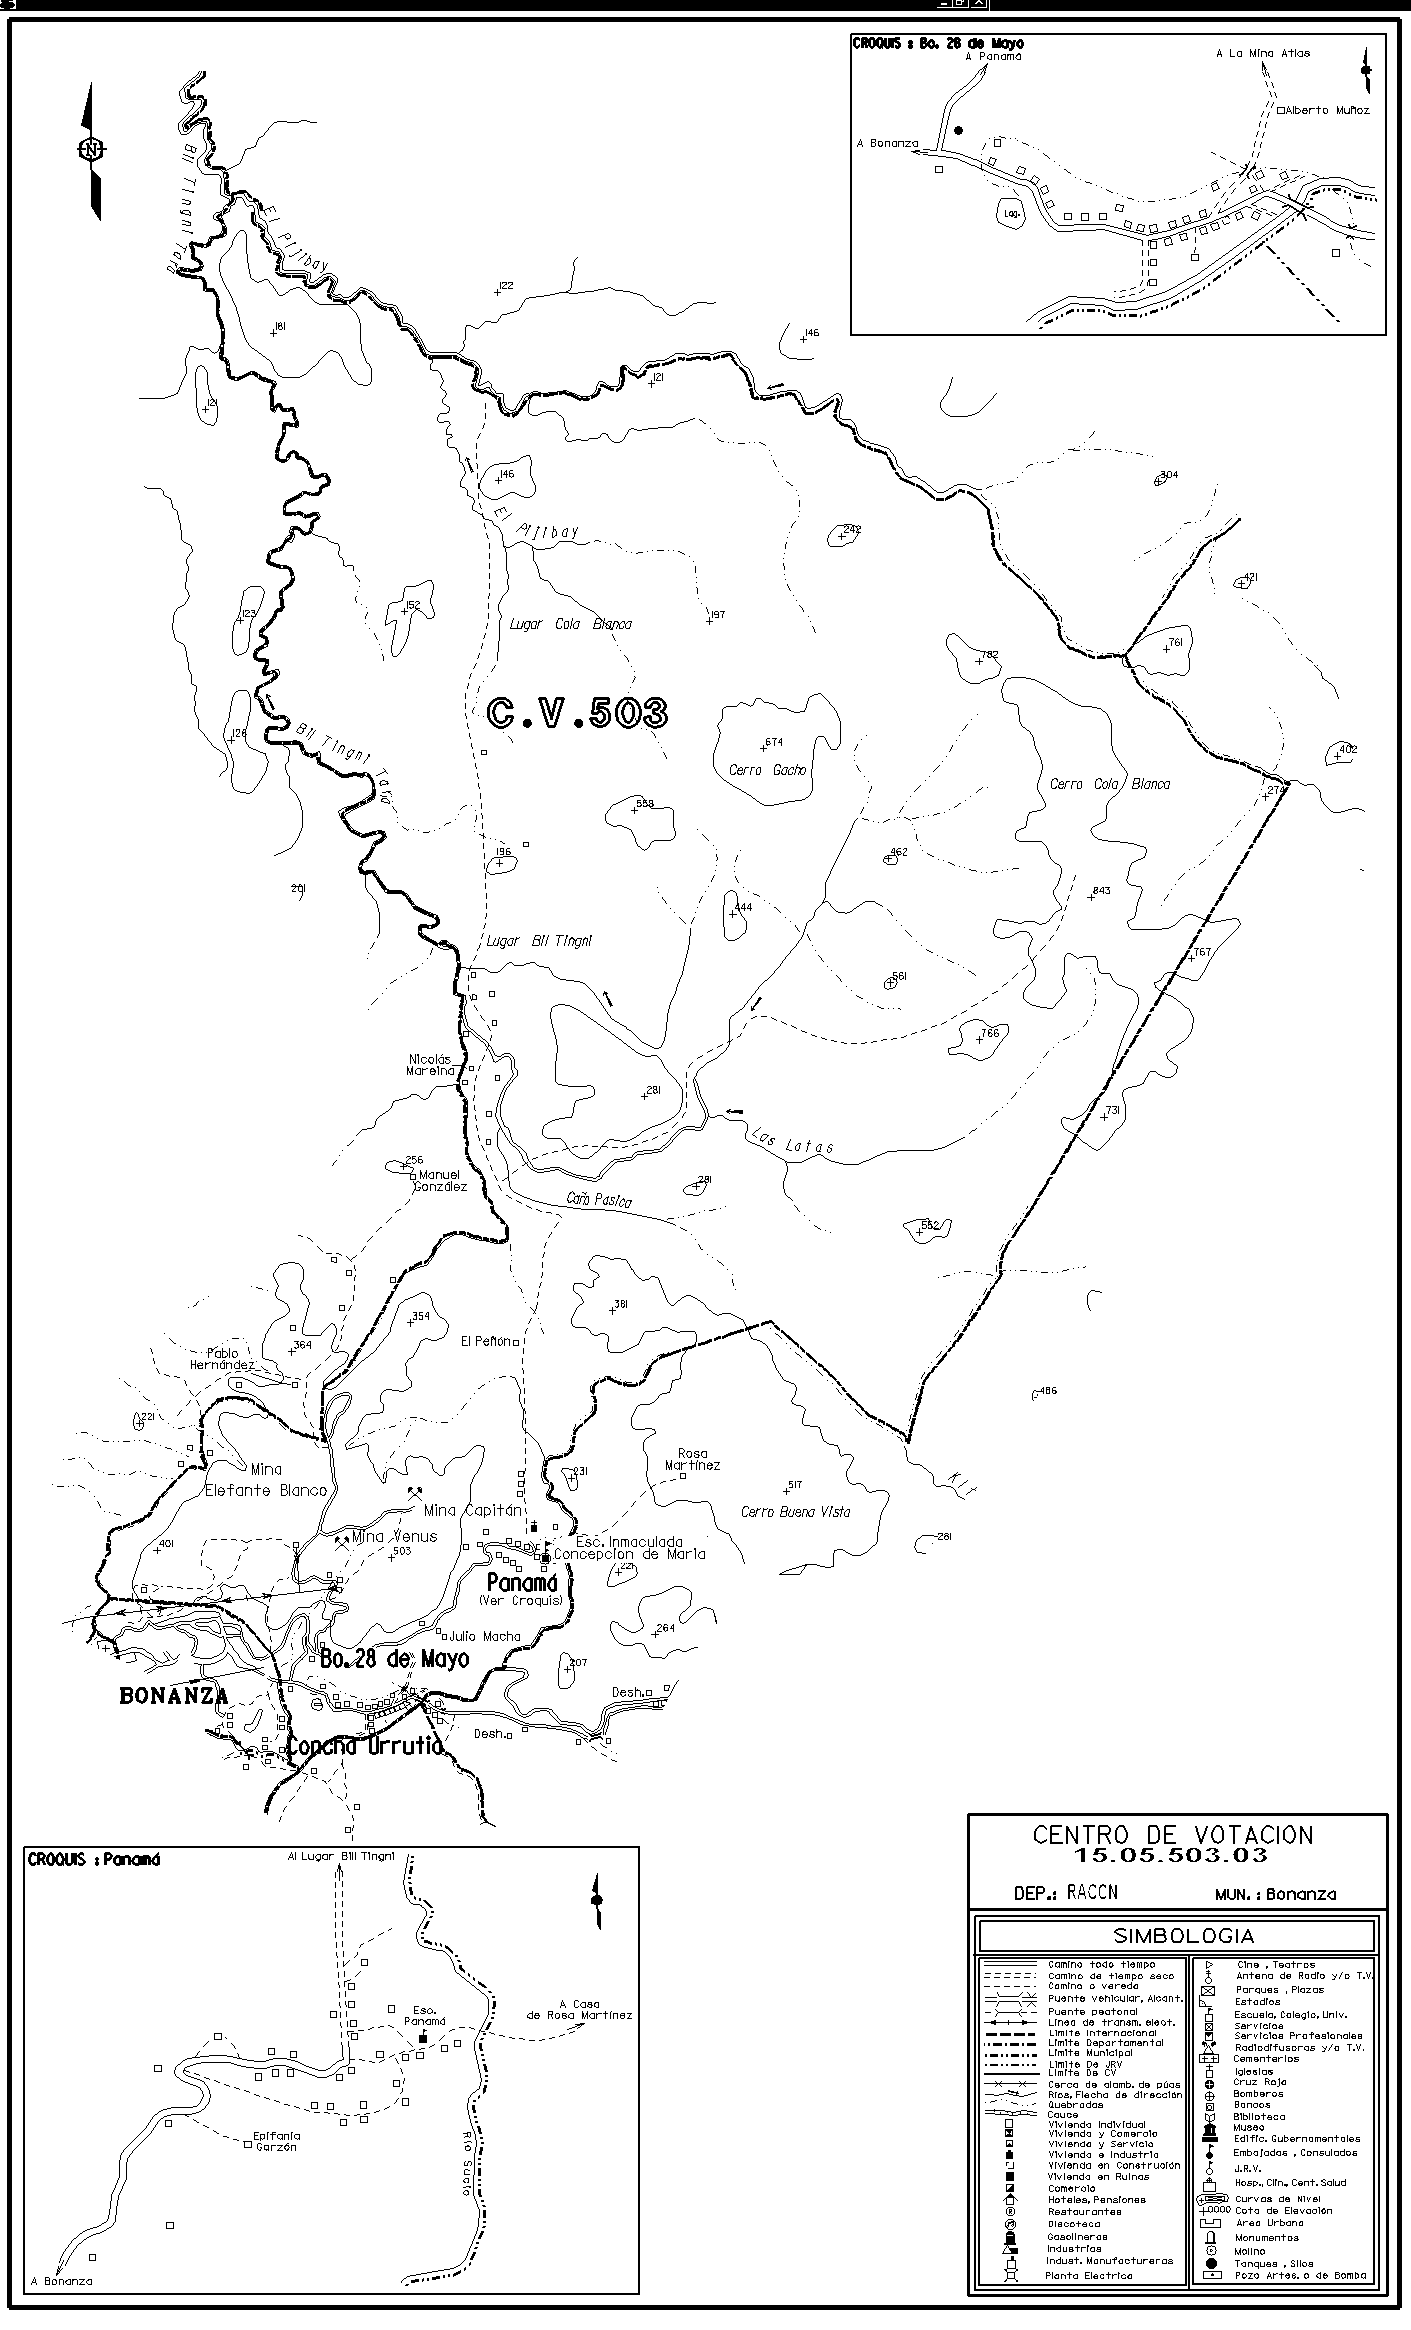 CROQUIS : Bo. 28 de Mayo
A Panamá
A La Mina Atlas
Alberto Muñoz
A Bonanza
Lag.
N
Bil Tingni Tara
El Pijibay
122
146
181
121
121
146
304
El Pijibay
242
421
123
152
Lugar Cola Blanca
197
761
782
C.V.503
126
Bil Tingni Tara
674
Cerro Gacho
402
Cerro Cola Blanca
274
558
196
462
201
843
444
Lugar Bil Tingni
767
561
766
Nicolás
Mareina
281
731
Las Latas
256
Manuel
González
281
Caño Pasica
552
381
354
El Peñón
364
Pablo
Hernández
486
221
Rosa
Martínez
Mina
Elefante Blanco
231
517
Cerro Buena Vista
Mina Capitán
Mina Venus
Esc. Inmaculada
Concepcion de Maria
401
503
281
221
Panamá
(Ver Croquis)
264
Julio Macha
Bo. 28 de Mayo
207
BONANZA
Desh.
Desh.
Concha Urrutia
CROQUIS : Panamá
Al Lugar Bil Tingni
A Casa
de Rosa Martínez
Esc.
Panamá
Epifania
Garzón
Río Sucio
A Bonanza
CENTRO DE VOTACION
15.05.503.03
DEP.: RACCN
MUN. : Bonanza
SIMBOLOGIA
Camino todo tiempo
Camino de tiempo seco
Camino o vereda
Puente vehicular, Alcant.
Puente peatonal
Línea de transm. elect.
Límite Internacional
Límite Departamental
Límite Municipal
Límite De JRV
Límite De CV
Cerca de alamb. de púas
Ríos, Flecha de dirección
Quebradas
Cauce
Vivienda Individual
Vivienda y Comercio
Vivienda y Servicio
Vivienda e Industria
Vivienda en Construción
Vivienda en Ruinas
Comercio
Hoteles, Pensiones
Restaurantes
Discoteca
Gasolineras
Industrias
Indust. Manufactureras
Planta Electrica
Cine , Teatros
Antena de Radio y/o T.V.
Parques , Plazas
Estadios
Escuela, Colegio, Univ.
Servicios
Servicios Profesionales
Radiodifusoras y/o T.V.
Cementerios
Iglesias
Cruz Roja
Bomberos
Bancos
Biblioteca
Museo
Edific. Gubernamentales
Embajadas , Consulados
J.R.V.
Hosp., Clin., Cent. Salud
Curvas de Nivel
0000 Cota de Elevación
Area Urbana
Monumentos
Molino
Tanques , Silos
Pozo Artes. o de Bomba